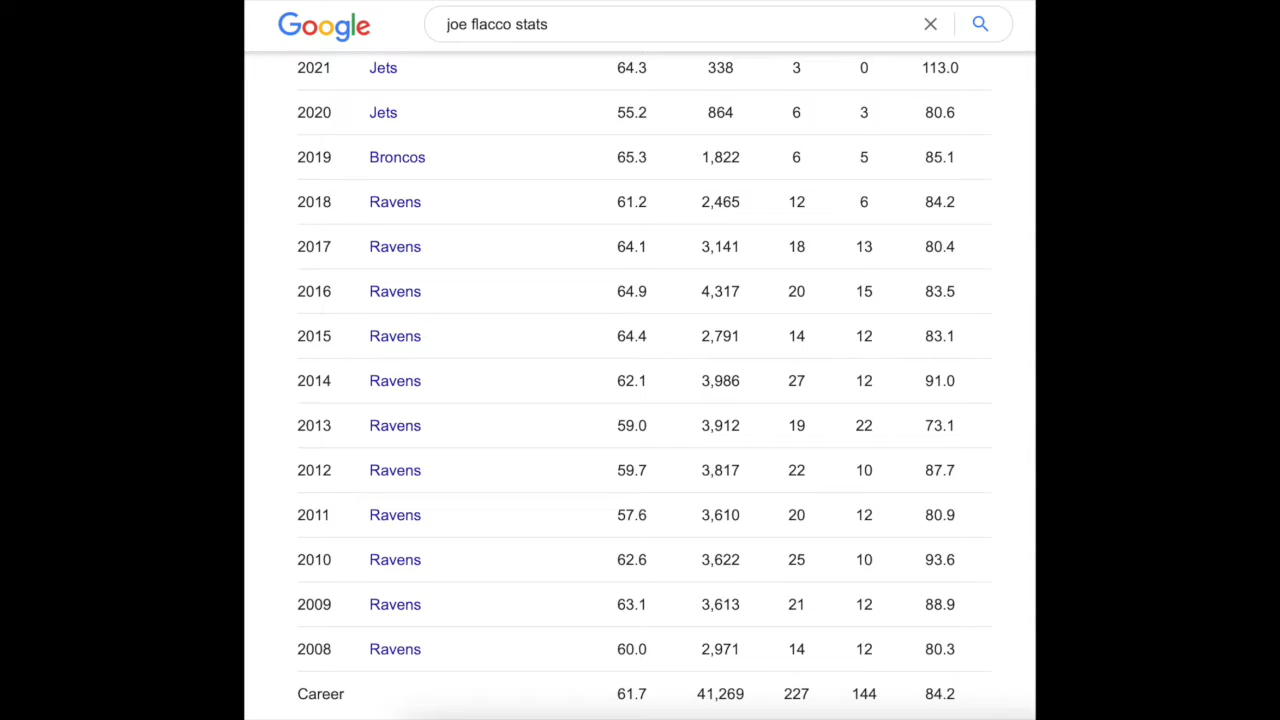 Google joe flacco stats
2021 Jets 64.3 338 3 0 113.0
2020 Jets 55.2 864 6 3 80.6
2019 Broncos 65.3 1,822 6 5 85.1
2018 Ravens 61.2 2,465 12 6 84.2
2017 Ravens 64.1 3,141 18 13 80.4
2016 Ravens 64.9 4,317 20 15 83.5
2015 Ravens 64.4 2,791 14 12 83.1
2014 Ravens 62.1 3,986 27 12 91.0
2013 Ravens 59.0 3,912 19 22 73.1
2012 Ravens 59.7 3,817 22 10 87.7
2011 Ravens 57.6 3,610 20 12 80.9
2010 Ravens 62.6 3,622 25 10 93.6
2009 Ravens 63.1 3,613 21 12 88.9
2008 Ravens 60.0 2,971 14 12 80.3
Career 61.7 41,269 227 144 84.2